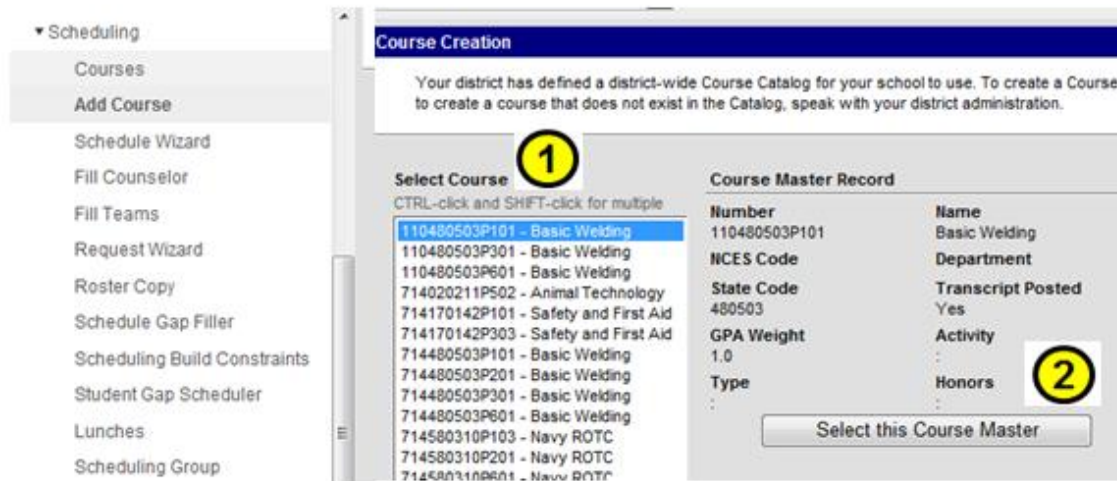 Scheduling
Courses
Add Course
Schedule Wizard
Fill Counselor
Fill Teams
Request Wizard
Roster Copy
Schedule Gap Filler
Scheduling Build Constraints
Student Gap Scheduler
Lunches
Scheduling Group
Course Creation
Your district has defined a district-wide Course Catalog for your school to use. To create a Course
to create a course that does not exist in the Catalog, speak with your district administration.
1
Select Course
CTRL-click and SHIFT-click for multiple
110480503P101 - Basic Welding
110480503P301 - Basic Welding
110480503P601 - Basic Welding
714020211P502 - Animal Technology
714170142P101 - Safety and First Aid
714170142P303 - Safety and First Aid
714480503P101 - Basic Welding
714480503P201 - Basic Welding
714480503P301 - Basic Welding
714480503P601 - Basic Welding
714580310P103 - Navy ROTC
714580310P201 - Navy ROTC
714580310P601 - Navy ROTC
Course Master Record
Number Name
110480503P101 Basic Welding
NCES Code Department
State Code Transcript Posted
480503 Yes
GPA Weight Activity
1.0 :
Type Honors
: :
2
Select this Course Master